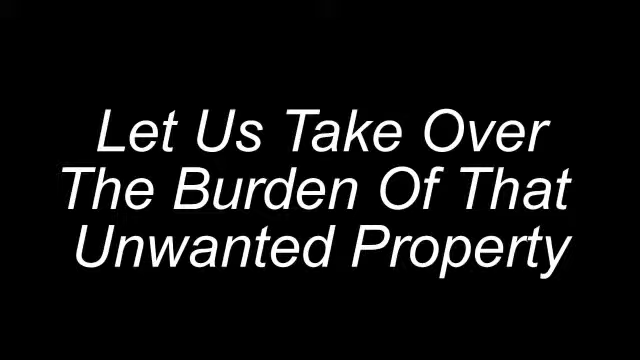 Let Us Take Over
The Burden Of That
Unwanted Property